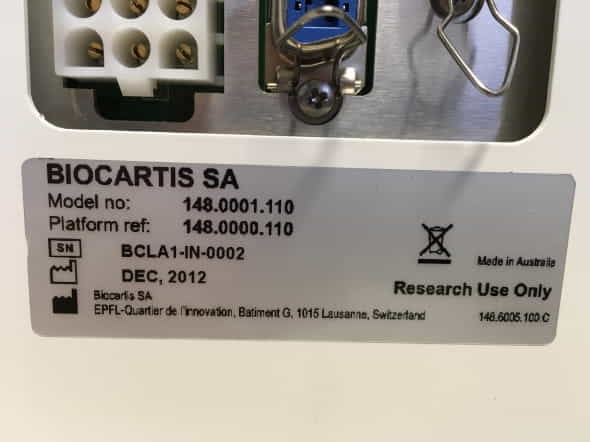 BIOCARTIS SA
Model no: 148.0001.110
Platform ref: 148.0000.110
SN BCLA1-IN-0002
DEC, 2012
Made in Australia
Research Use Only
Biocartis SA
EPFL-Quartier de l'innovation, Batiment G, 1015 Lausanne, Switzerland
148.6005.100-C